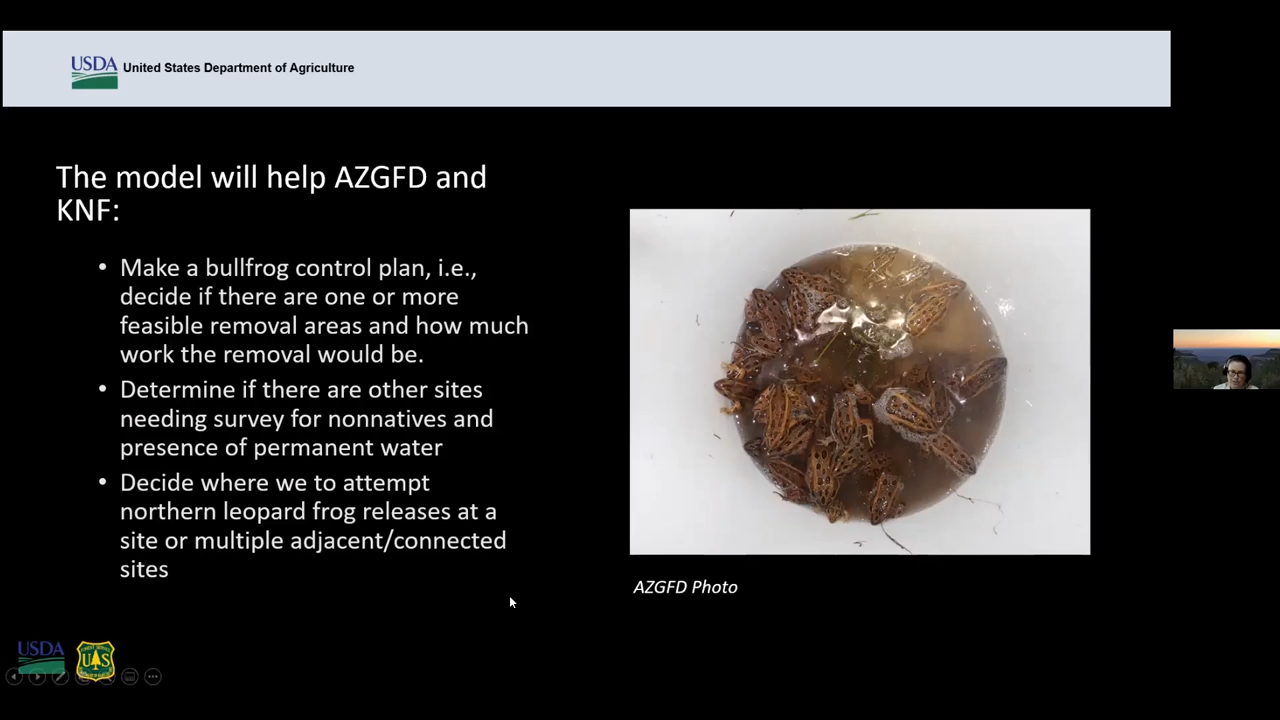 USDA United States Department of Agriculture
The model will help AZGFD and
KNF:
• Make a bullfrog control plan, i.e.,
decide if there are one or more
feasible removal areas and how much
work the removal would be.
• Determine if there are other sites
needing survey for nonnatives and
presence of permanent water
• Decide where we to attempt
northern leopard frog releases at a
site or multiple adjacent/connected
sites
AZGFD Photo
USDA
U S